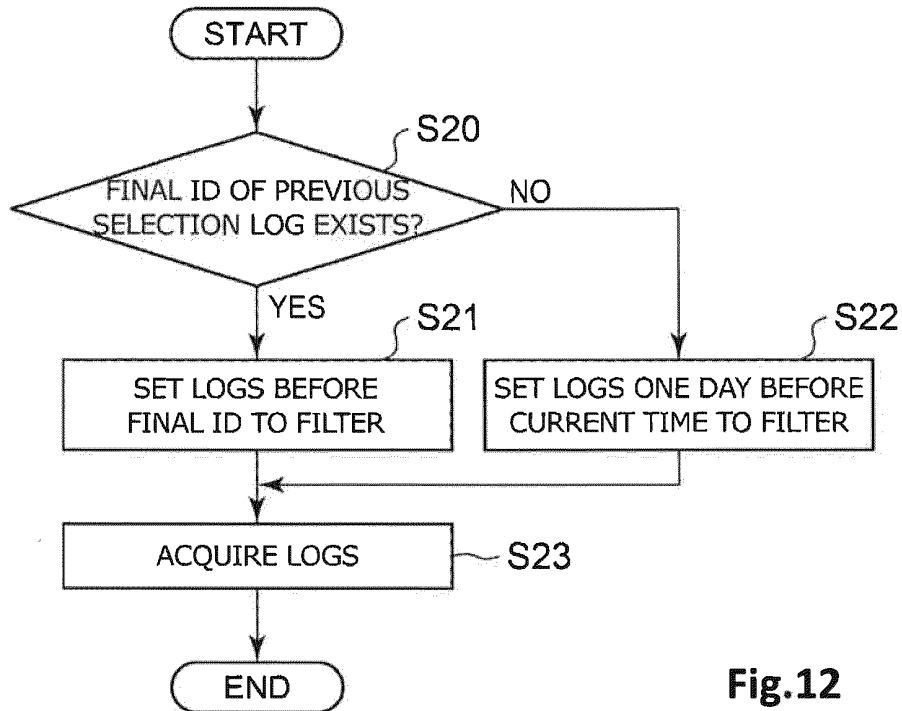 START
S20
FINAL ID OF PREVIOUS
SELECTION LOG EXISTS?
NO
YES
S21
S22
SET LOGS BEFORE
FINAL ID TO FILTER
SET LOGS ONE DAY BEFORE
CURRENT TIME TO FILTER
ACQUIRE LOGS
S23
END
Fig.12